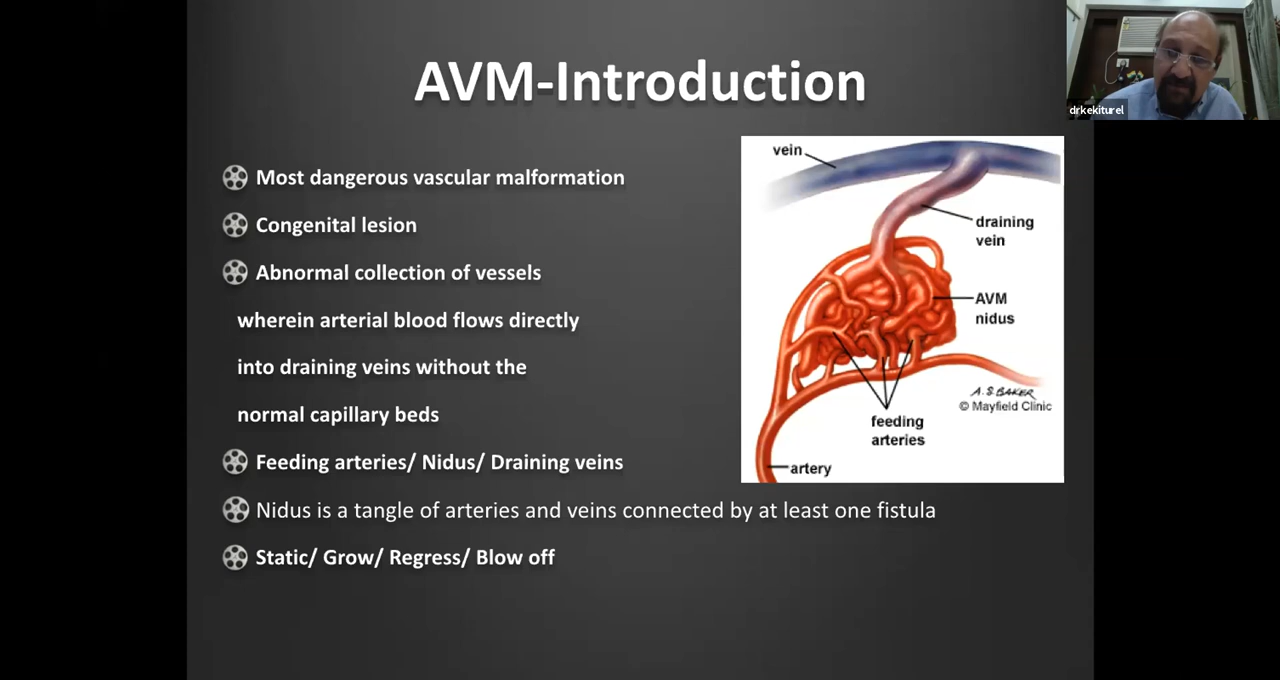 AVM-Introduction
drkekiturel
Most dangerous vascular malformation
Congenital lesion
Abnormal collection of vessels
wherein arterial blood flows directly
into draining veins without the
normal capillary beds
Feeding arteries/ Nidus/ Draining veins
Nidus is a tangle of arteries and veins connected by at least one fistula
Static/ Grow/ Regress/ Blow off
vein
draining
vein
AVM
nidus
A.S.BAKER
© Mayfield Clinic
feeding
arteries
artery